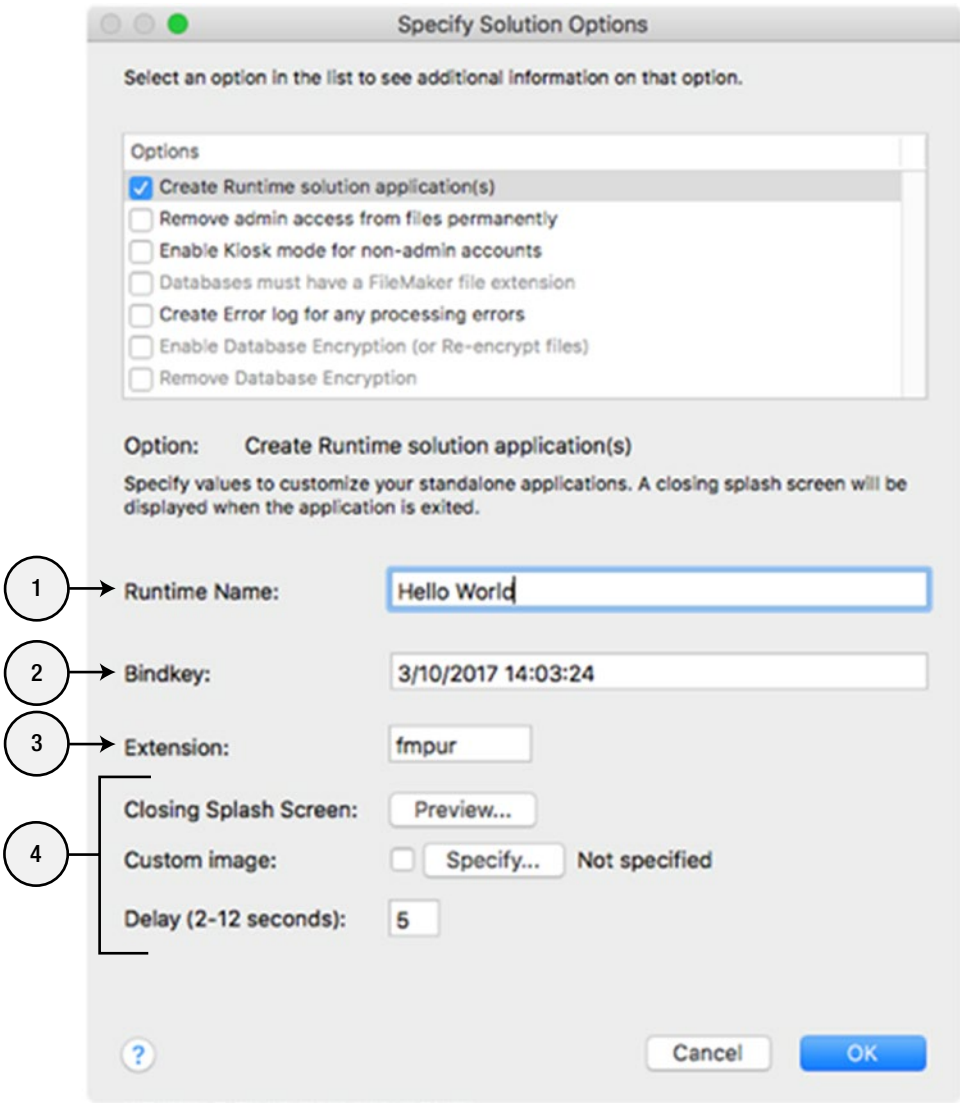 Specify Solution Options
Select an option in the list to see additional information on that option.
Options
Create Runtime solution application(s)
Remove admin access from files permanently
Enable Kiosk mode for non-admin accounts
Databases must have a FileMaker file extension
Create Error log for any processing errors
Enable Database Encryption (or Re-encrypt files)
Remove Database Encryption
Option: Create Runtime solution application(s)
Specify values to customize your standalone applications. A closing splash screen will be
displayed when the application is exited.
1 Runtime Name: Hello World
2 Bindkey: 3/10/2017 14:03:24
3 Extension: fmpur
Closing Splash Screen: Preview...
4 Custom image: Specify... Not specified
Delay (2-12 seconds): 5
? Cancel OK